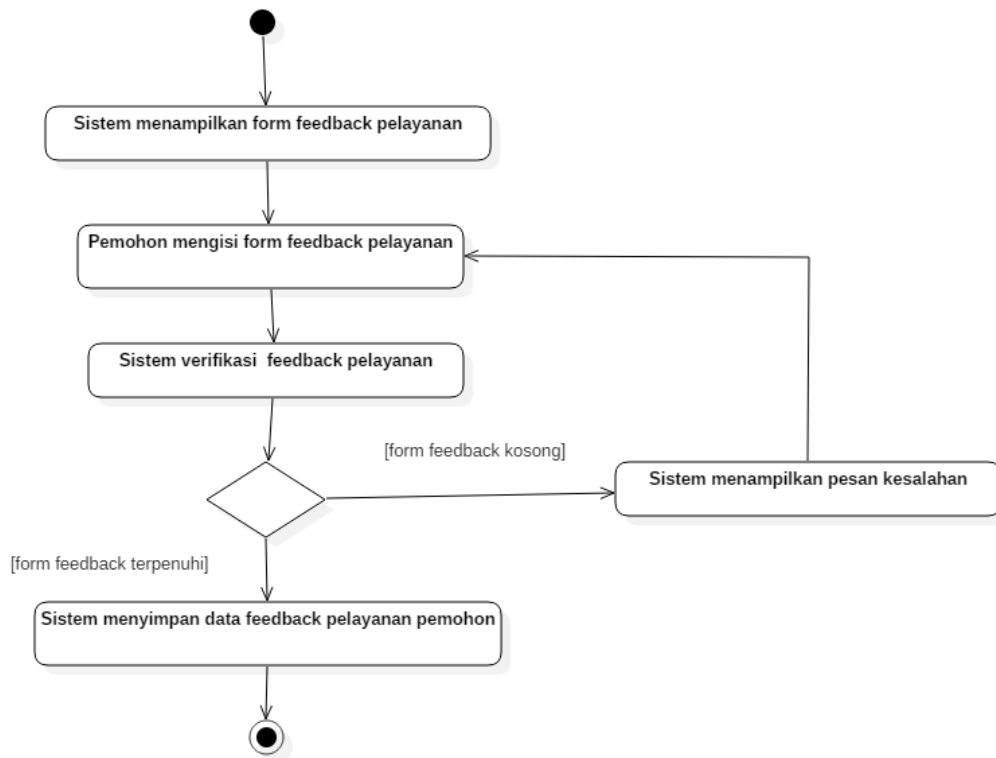 Sistem menampilkan form feedback pelayanan
Pemohon mengisi form feedback pelayanan
Sistem verifikasi  feedback pelayanan
[form feedback kosong]
Sistem menampilkan pesan kesalahan
[form feedback terpenuhi]
Sistem menyimpan data feedback pelayanan pemohon